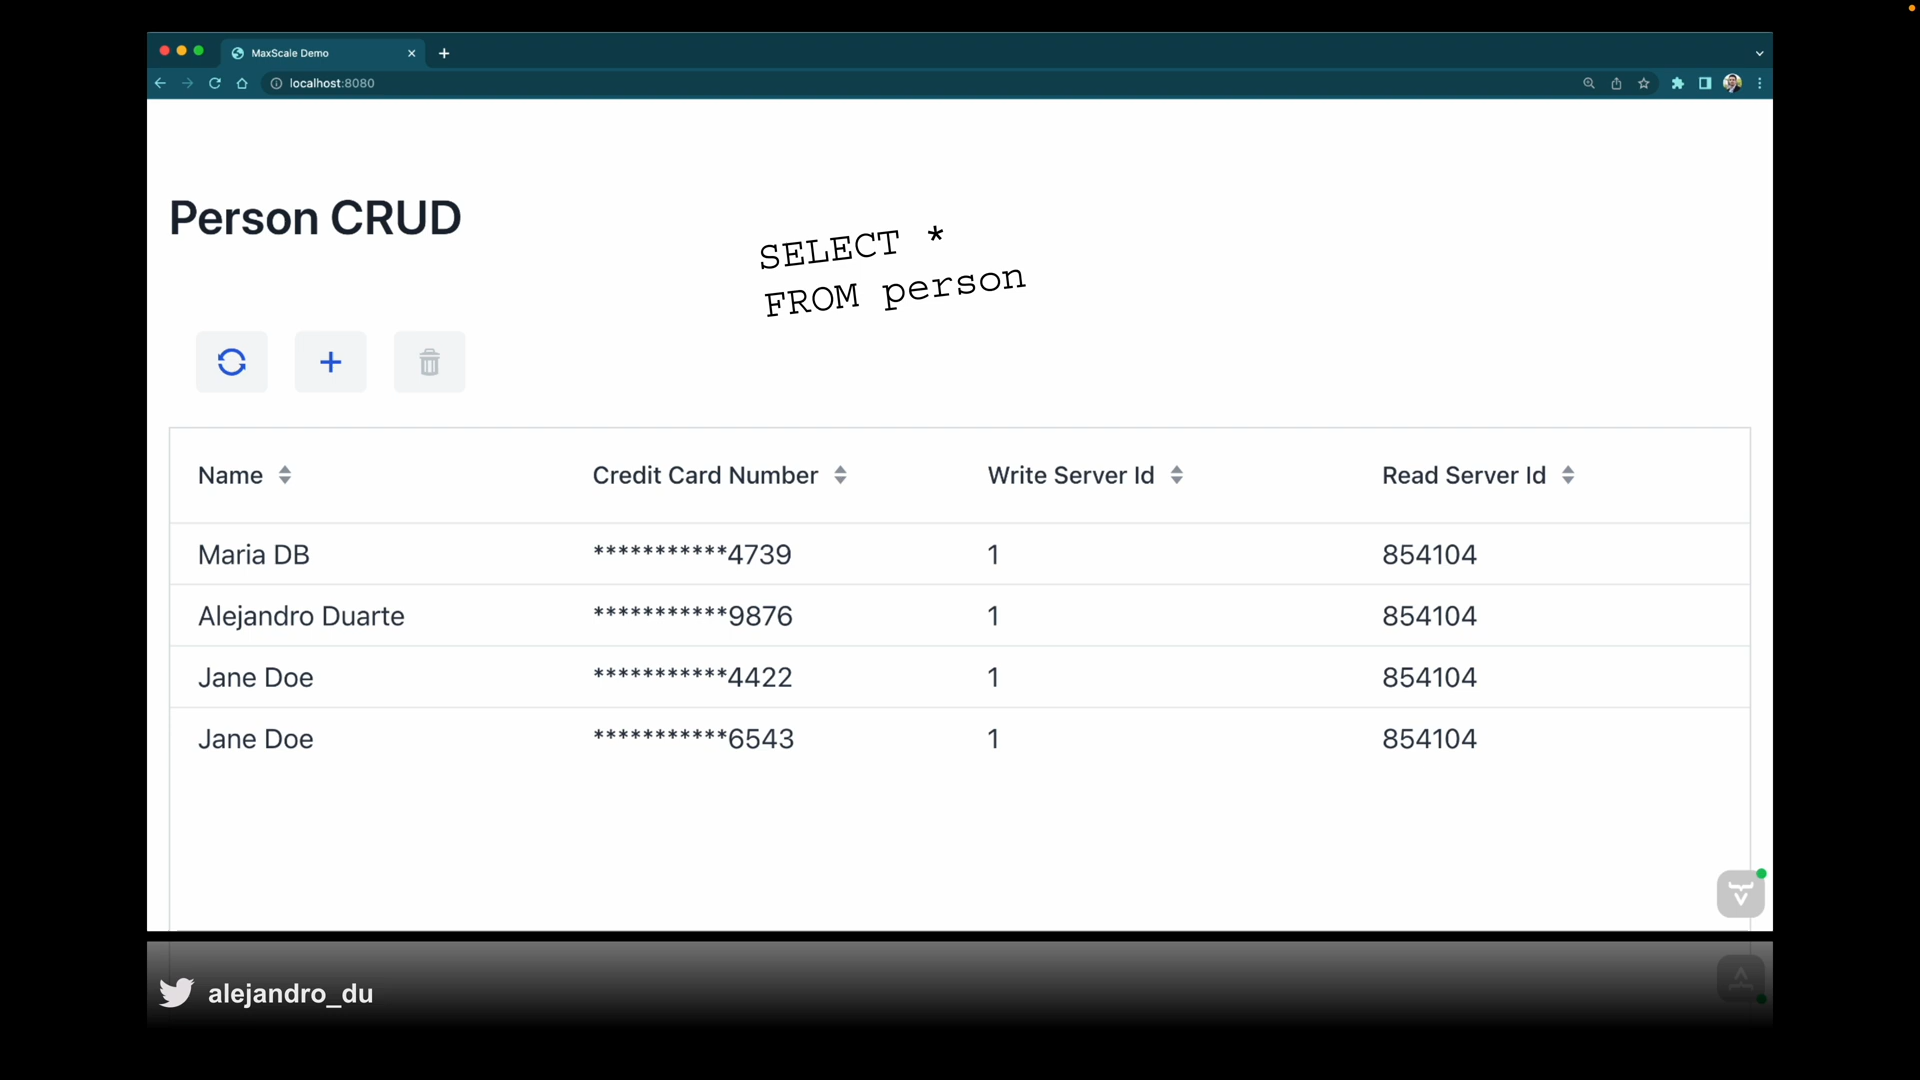 MaxScale Demo
localhost:8080
Person CRUD
SELECT *
FROM person
Name Credit Card Number Write Server Id Read Server Id
Maria DB ***********4739 1 854104
Alejandro Duarte ***********9876 1 854104
Jane Doe ***********4422 1 854104
Jane Doe ***********6543 1 854104
alejandro_du